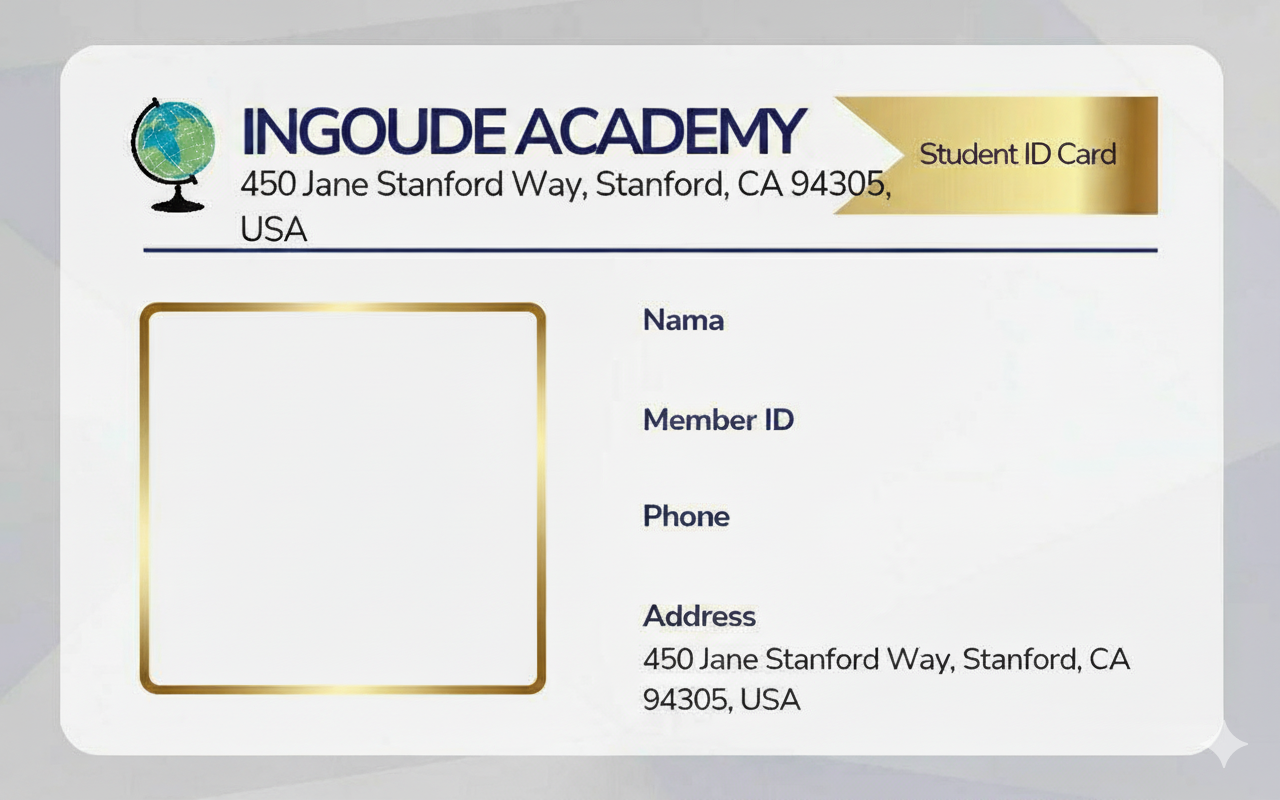 INGOUDE ACADEMY
450 Jane Stanford Way, Stanford, CA 94305,
USA
Student ID Card
Nama
Member ID
Phone
Address
450 Jane Stanford Way, Stanford, CA
94305, USA